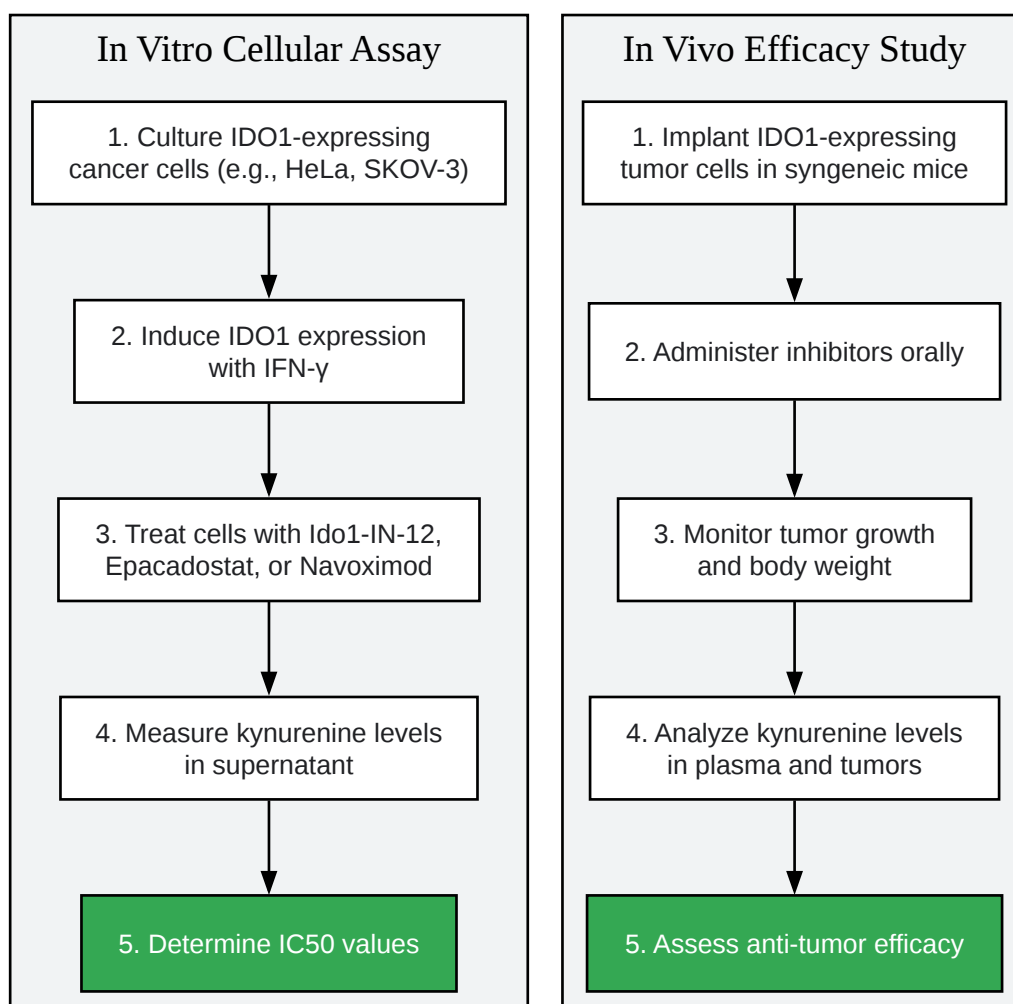 In Vitro Cellular Assay
1. Culture IDO1-expressing
cancer cells (e.g., HeLa, SKOV-3)
2. Induce IDO1 expression
with IFN-γ
3. Treat cells with Ido1-IN-12,
Epacadostat, or Navoximod
4. Measure kynurenine levels
in supernatant
5. Determine IC50 values
In Vivo Efficacy Study
1. Implant IDO1-expressing
tumor cells in syngeneic mice
2. Administer inhibitors orally
3. Monitor tumor growth
and body weight
4. Analyze kynurenine levels
in plasma and tumors
5. Assess anti-tumor efficacy